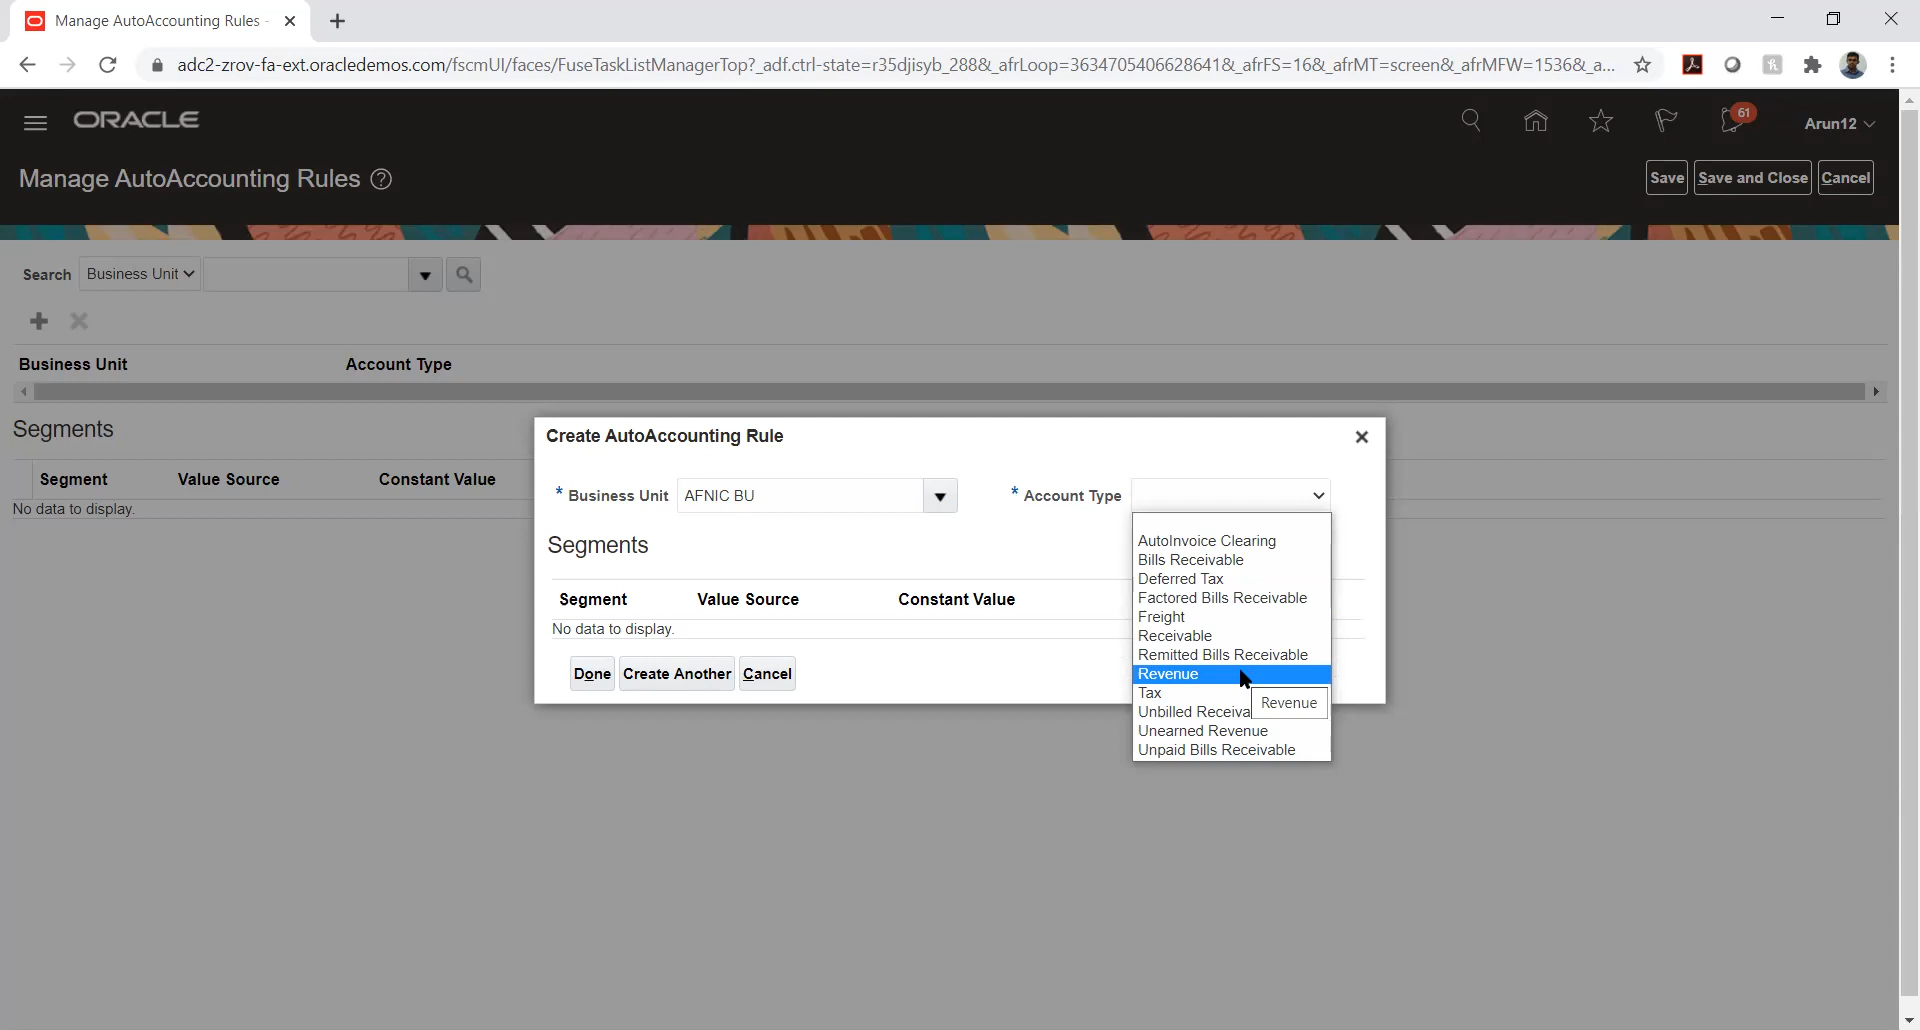 Manage AutoAccounting Rules -
adc2-zrov-fa-ext.oracledemos.com/fscmUI/faces/FuseTaskListManagerTop?_adf.ctrl-state=r35djisyb_288&_afrLoop=3634705406628641&_afrFS=16&_afrMT=screen&_afrMFW=1536&_a...
ORACLE
61
Arun12
Manage AutoAccounting Rules ?
Save
Save and Close
Cancel
Search Business Unit
Business Unit Account Type
Segments
Segment Value Source Constant Value
No data to display.
Create AutoAccounting Rule
* Business Unit AFNIC BU
* Account Type
AutoInvoice Clearing
Bills Receivable
Deferred Tax
Factored Bills Receivable
Freight
Receivable
Remitted Bills Receivable
Revenue
Tax
Unbilled Receiva
Revenue
Unearned Revenue
Unpaid Bills Receivable
Segments
Segment Value Source Constant Value
No data to display.
Done Create Another Cancel